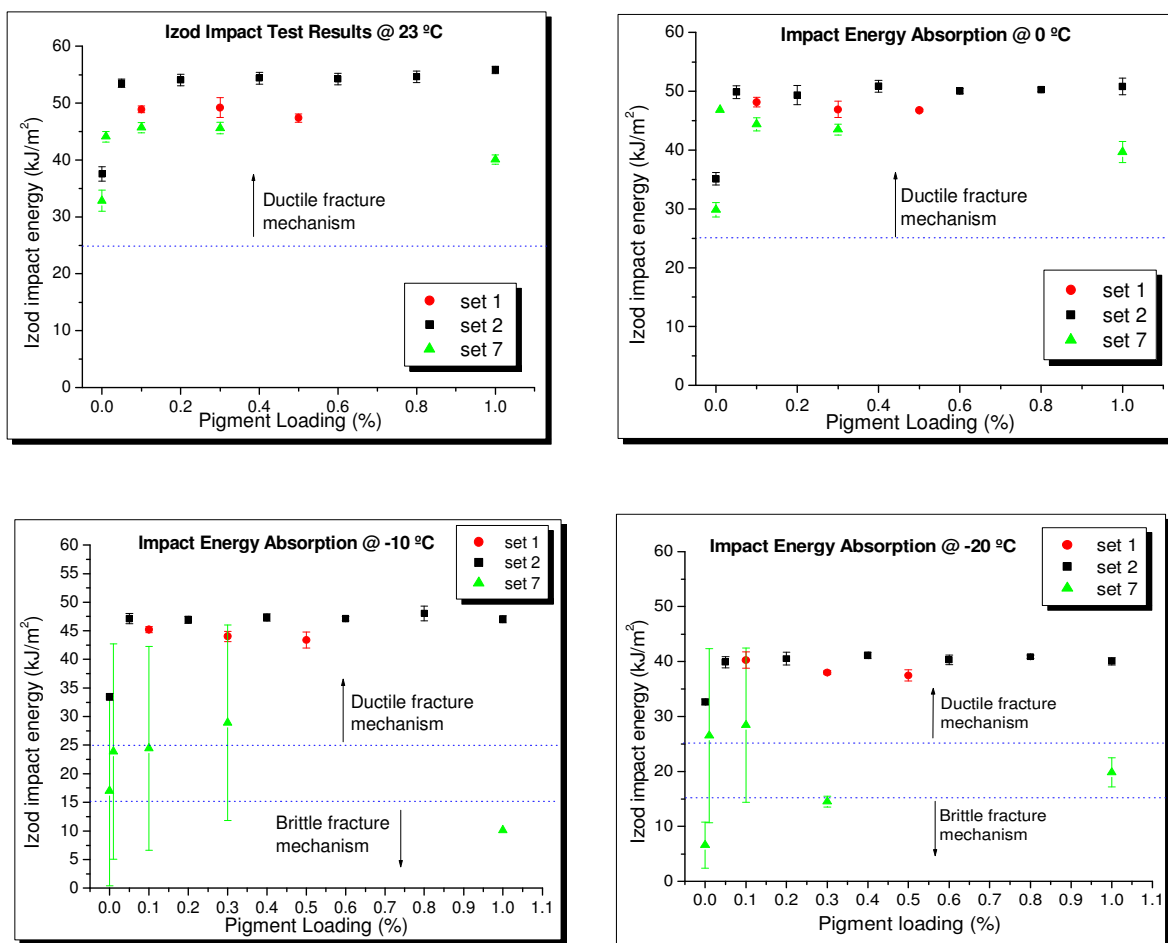 Izod Impact Test Results @ 23 ºC
Izod impact energy (kJ/m²)
60
50
40
30
20
10
0
Ductile fracture
mechanism
set 1
set 2
set 7
0.0 0.2 0.4 0.6 0.8 1.0
Pigment Loading (%)
Impact Energy Absorption @ 0 ºC
Izod impact energy (kJ/m²)
60
50
40
30
20
10
0
Ductile fracture
mechanism
set 1
set 2
set 7
0.0 0.2 0.4 0.6 0.8 1.0
Pigment Loading (%)
Impact Energy Absorption @ -10 ºC
set 1
set 2
set 7
Izod impact energy (kJ/m²)
60
55
50
45
40
35
30
25
20
15
10
5
0
Ductile fracture
mechanism
Brittle fracture
mechanism
0.0 0.1 0.2 0.3 0.4 0.5 0.6 0.7 0.8 0.9 1.0 1.1
Pigment Loading (%)
Impact Energy Absorption @ -20 ºC
set 1
set 2
set 7
Izod impact energy (kJ/m²)
60
50
40
30
20
10
0
Ductile fracture
mechanism
Brittle fracture
mechanism
0.0 0.1 0.2 0.3 0.4 0.5 0.6 0.7 0.8 0.9 1.0 1.1
Pigment loading (%)